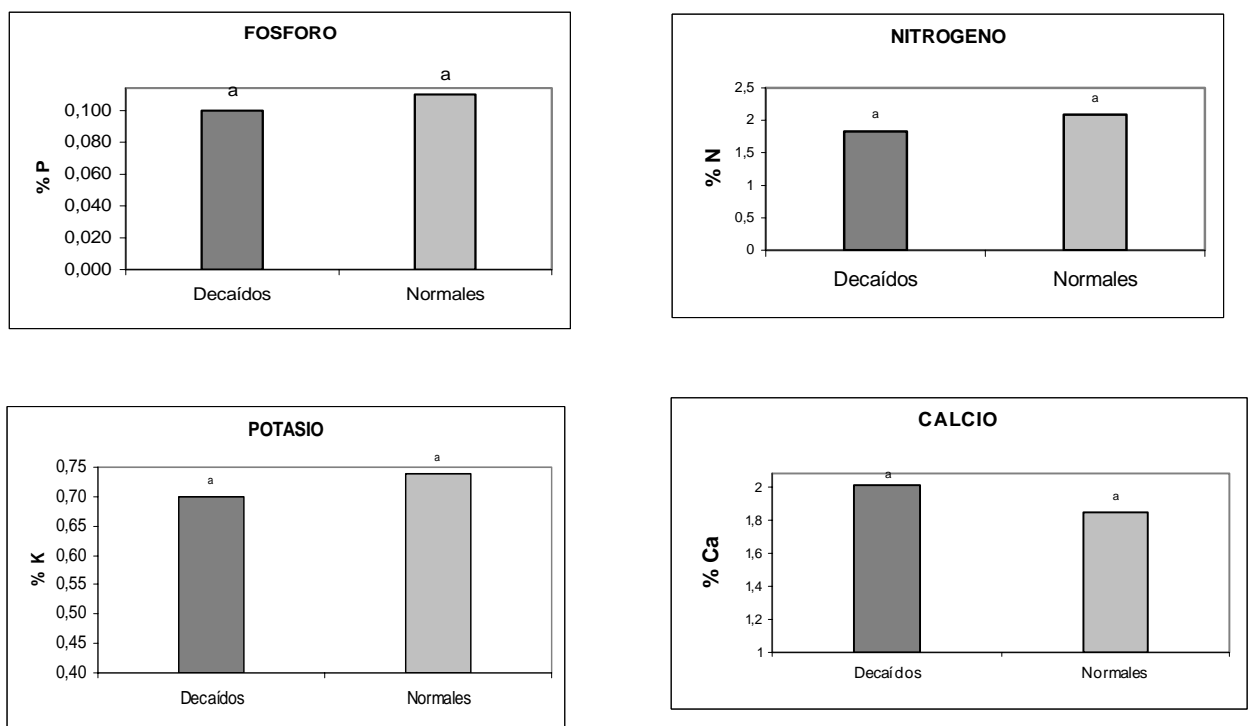 FOSFORO
a
a
0,100
0,080
0,060
0,040
0,020
0,000
% P
Decaídos
Normales
NITROGENO
2,5
2
1,5
1
0,5
0
a
a
% N
Decaídos
Normales
POTASIO
0,75
0,70
0,65
0,60
0,55
0,50
0,45
0,40
a
a
% K
Decaídos
Normales
CALCIO
2
1,8
1,6
1,4
1,2
1
a
a
% Ca
Decaídos
Normales